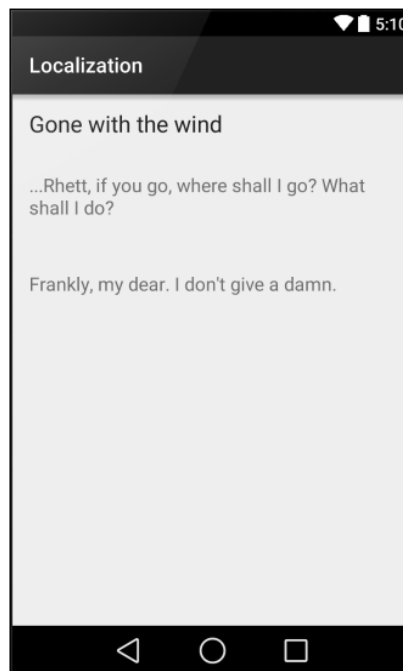 5:10
Localization
Gone with the wind
...Rhett, if you go, where shall I go? What
shall I do?
Frankly, my dear. I don't give a damn.